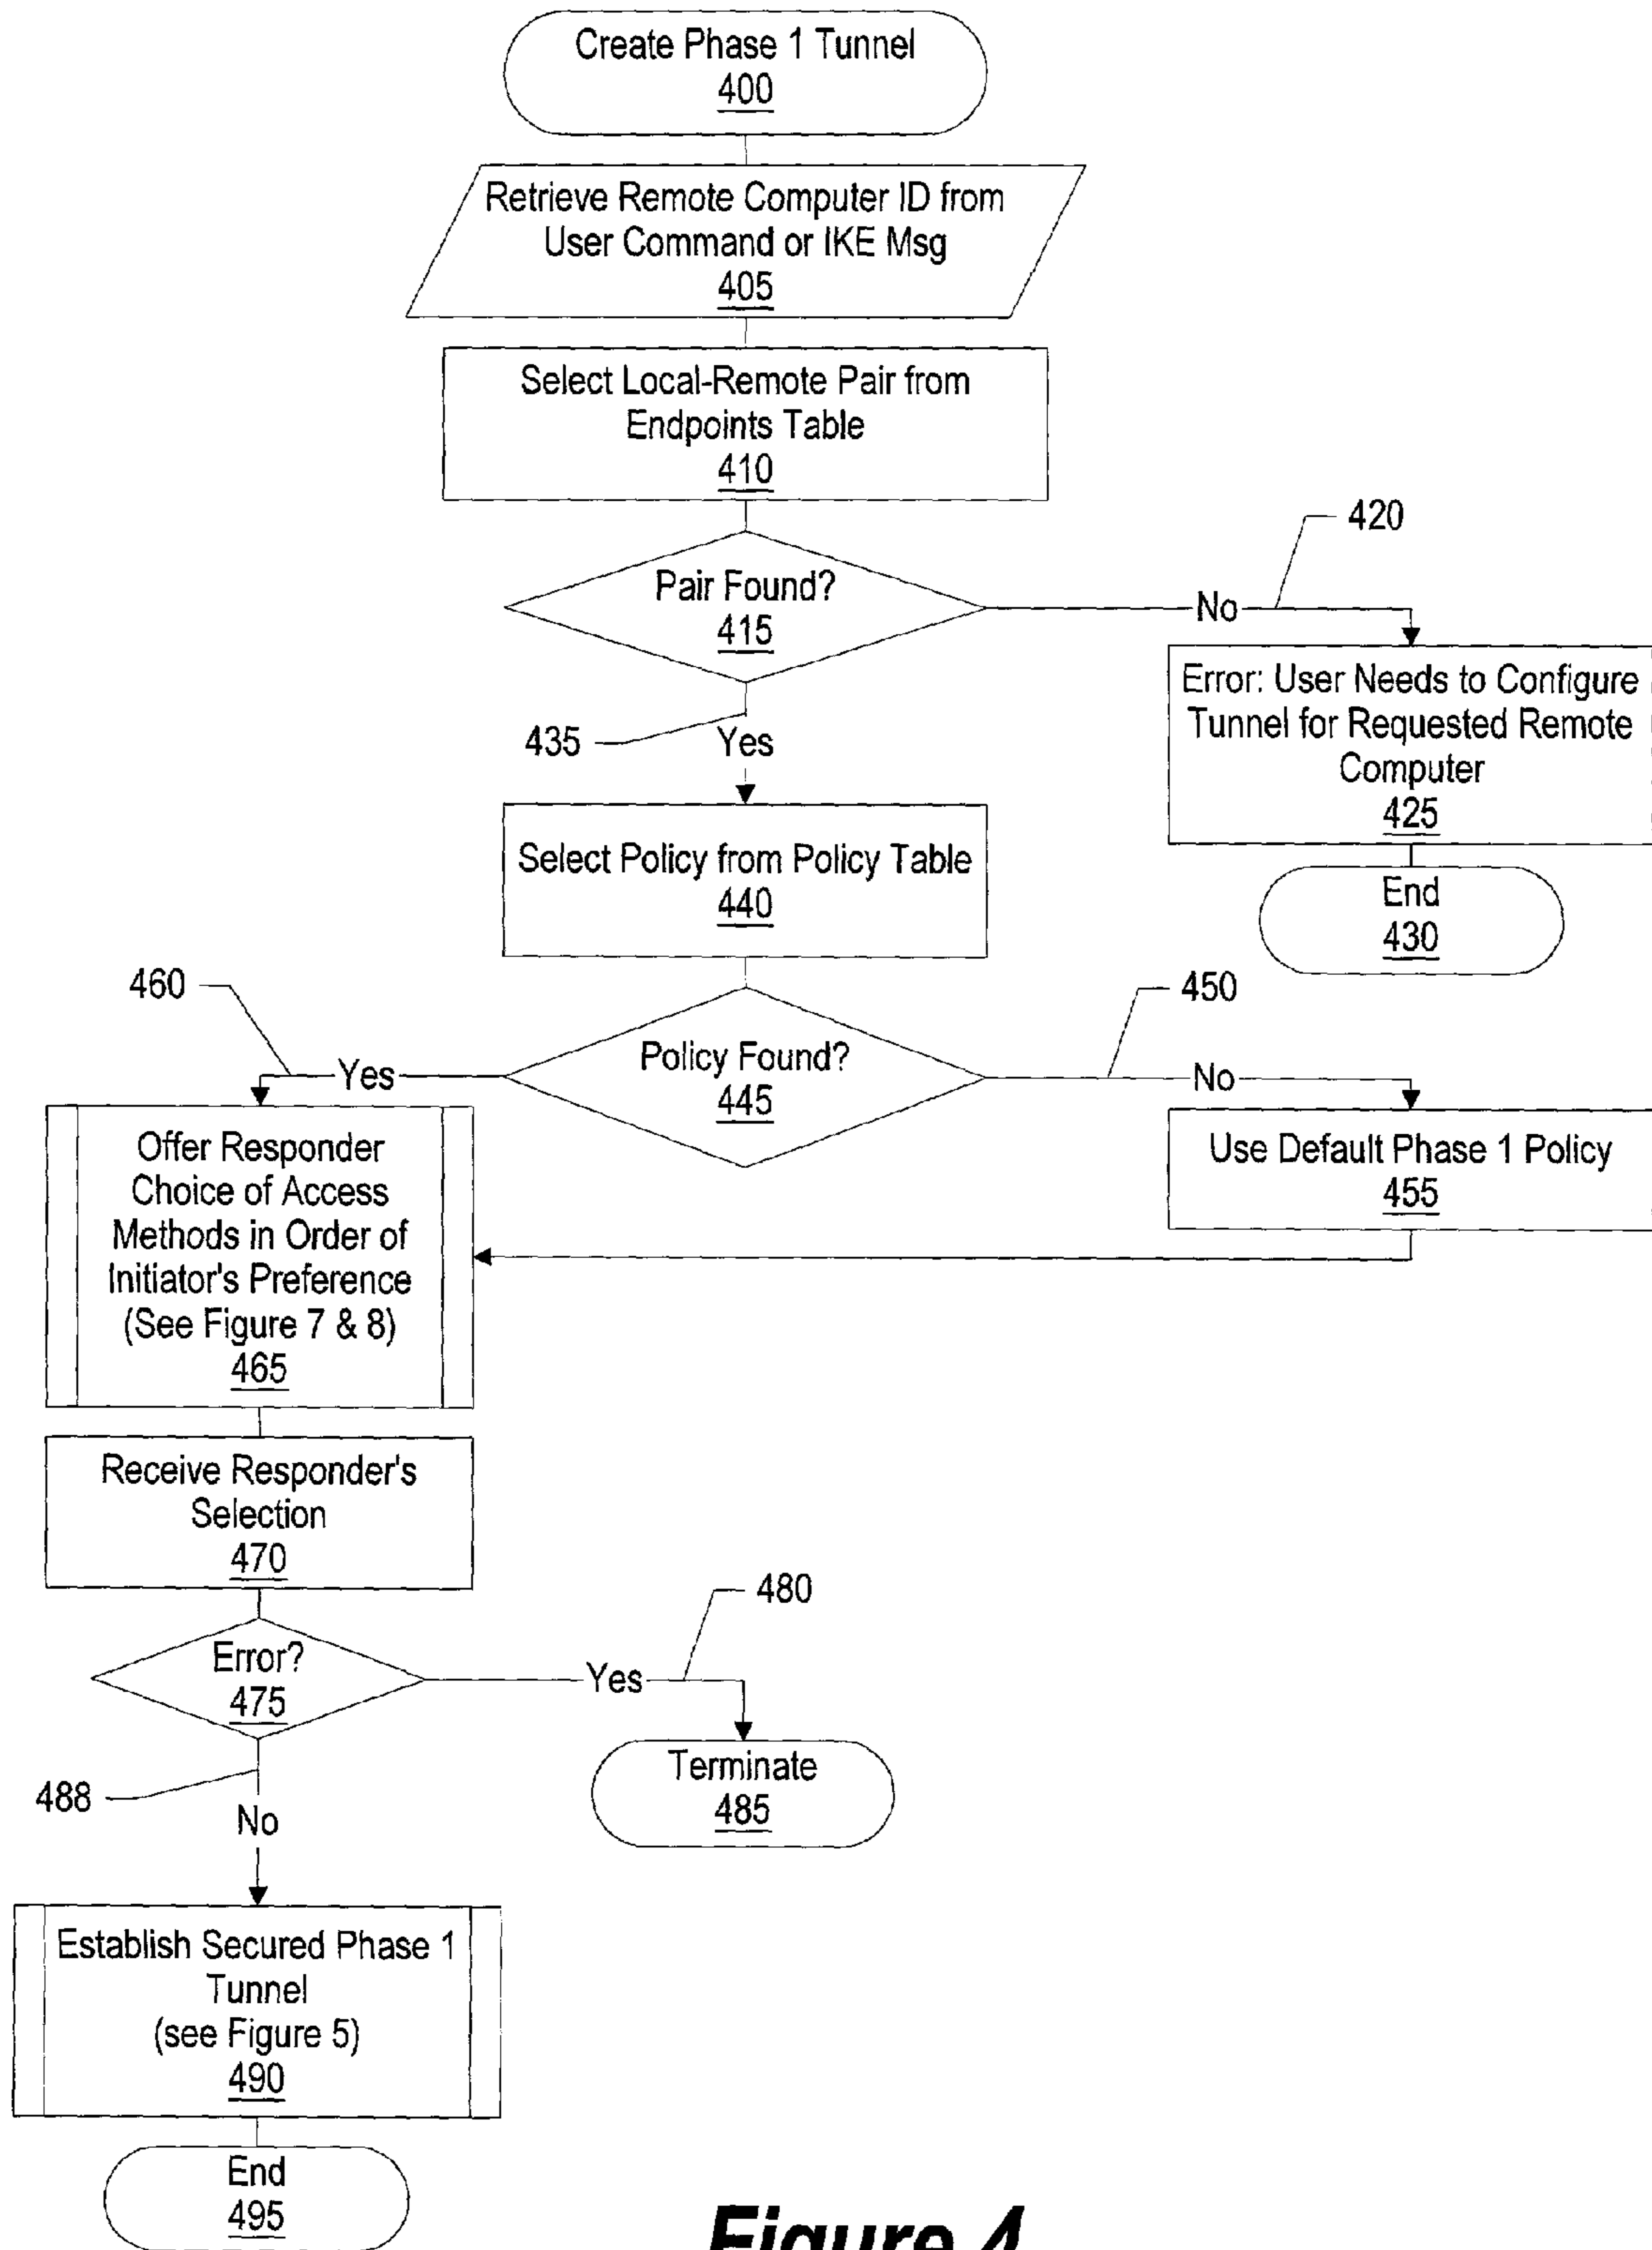 Create Phase 1 Tunnel
400
Retrieve Remote Computer ID from
User Command or IKE Msg
405
Select Local-Remote Pair from
Endpoints Table
410
420
Pair Found?
415
No
Error: User Needs to Configure
Tunnel for Requested Remote
Computer
425
435
Yes
End
430
Select Policy from Policy Table
440
460
450
Policy Found?
445
Yes
No
Offer Responder
Choice of Access
Methods in Order of
Initiator's Preference
(See Figure 7 & 8)
465
Use Default Phase 1 Policy
455
Receive Responder's
Selection
470
480
Error?
475
Yes
Terminate
485
488
No
Establish Secured Phase 1
Tunnel
(see Figure 5)
490
End
495
Figure 4